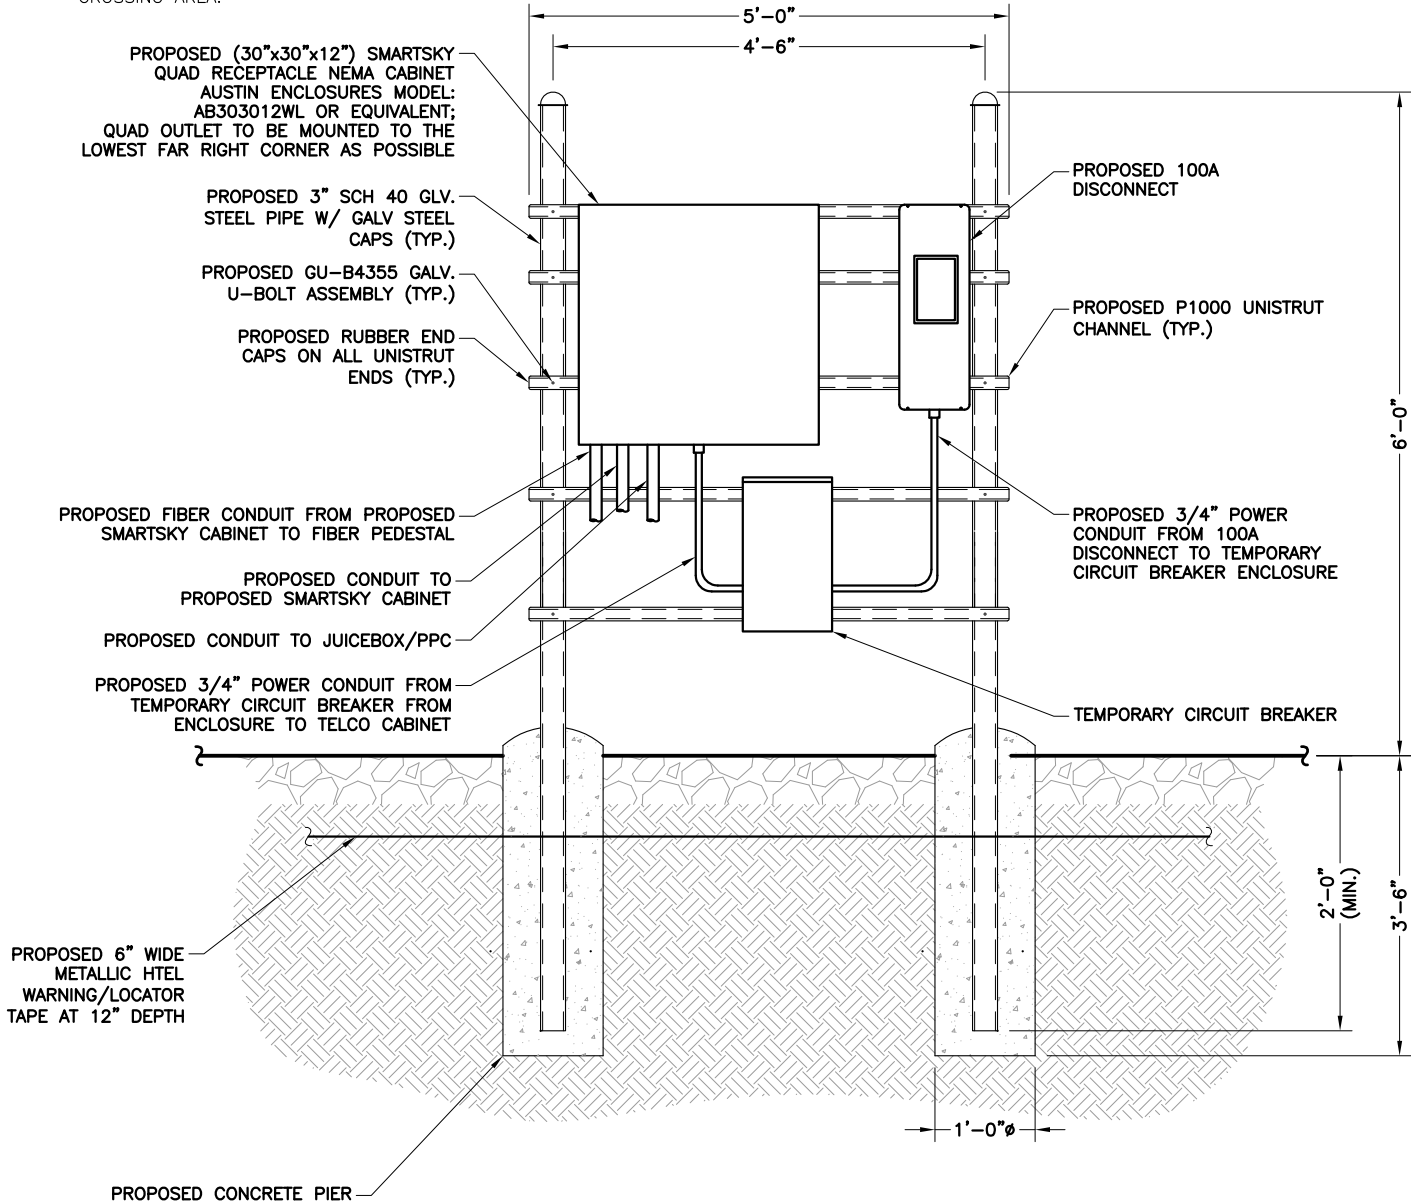 CROSSING AREA.
5'-0"
4'-6"
PROPOSED (30"x30"x12") SMARTSKY
QUAD RECEPTACLE NEMA CABINET
AUSTIN ENCLOSURES MODEL:
AB303012WL OR EQUIVALENT;
QUAD OUTLET TO BE MOUNTED TO THE
LOWEST FAR RIGHT CORNER AS POSSIBLE
PROPOSED 3" SCH 40 GLV.
STEEL PIPE W/ GALV STEEL
CAPS (TYP.)
PROPOSED GU-B4355 GALV.
U-BOLT ASSEMBLY (TYP.)
PROPOSED RUBBER END
CAPS ON ALL UNISTRUT
ENDS (TYP.)
PROPOSED FIBER CONDUIT FROM PROPOSED
SMARTSKY CABINET TO FIBER PEDESTAL
PROPOSED CONDUIT TO
PROPOSED SMARTSKY CABINET
PROPOSED CONDUIT TO JUICEBOX/PPC
PROPOSED 3/4" POWER CONDUIT FROM
TEMPORARY CIRCUIT BREAKER FROM
ENCLOSURE TO TELCO CABINET
PROPOSED 6" WIDE
METALLIC HTEL
WARNING/LOCATOR
TAPE AT 12" DEPTH
PROPOSED CONCRETE PIER
PROPOSED 100A
DISCONNECT
PROPOSED P1000 UNISTRUT
CHANNEL (TYP.)
PROPOSED 3/4" POWER
CONDUIT FROM 100A
DISCONNECT TO TEMPORARY
CIRCUIT BREAKER ENCLOSURE
TEMPORARY CIRCUIT BREAKER
6'-0"
2'-0"
(MIN.)
3'-6"
1'-0"ø